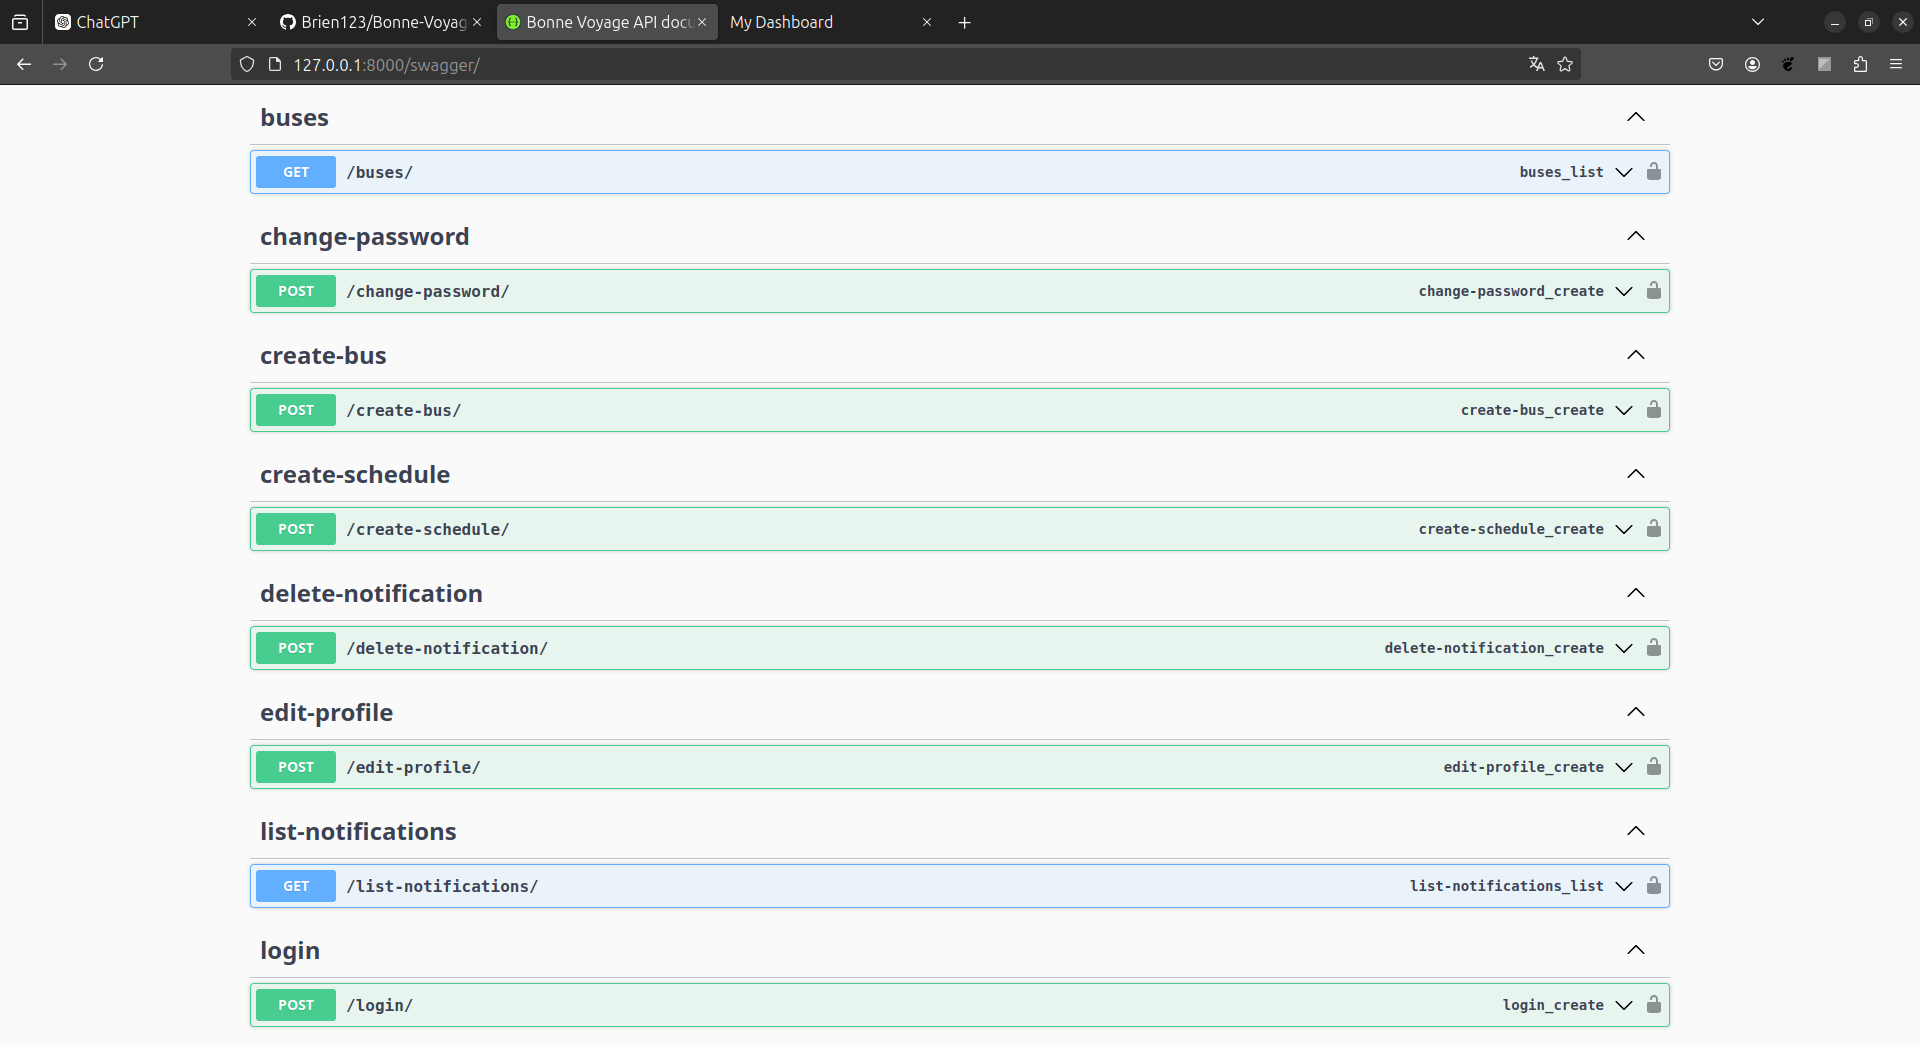 ChatGPT
Brien123/Bonne-Voyag
Bonne Voyage API docu
My Dashboard
127.0.0.1:8000/swagger/
buses
GET /buses/ buses_list
change-password
POST /change-password/ change-password_create
create-bus
POST /create-bus/ create-bus_create
create-schedule
POST /create-schedule/ create-schedule_create
delete-notification
POST /delete-notification/ delete-notification_create
edit-profile
POST /edit-profile/ edit-profile_create
list-notifications
GET /list-notifications/ list-notifications_list
login
POST /login/ login_create